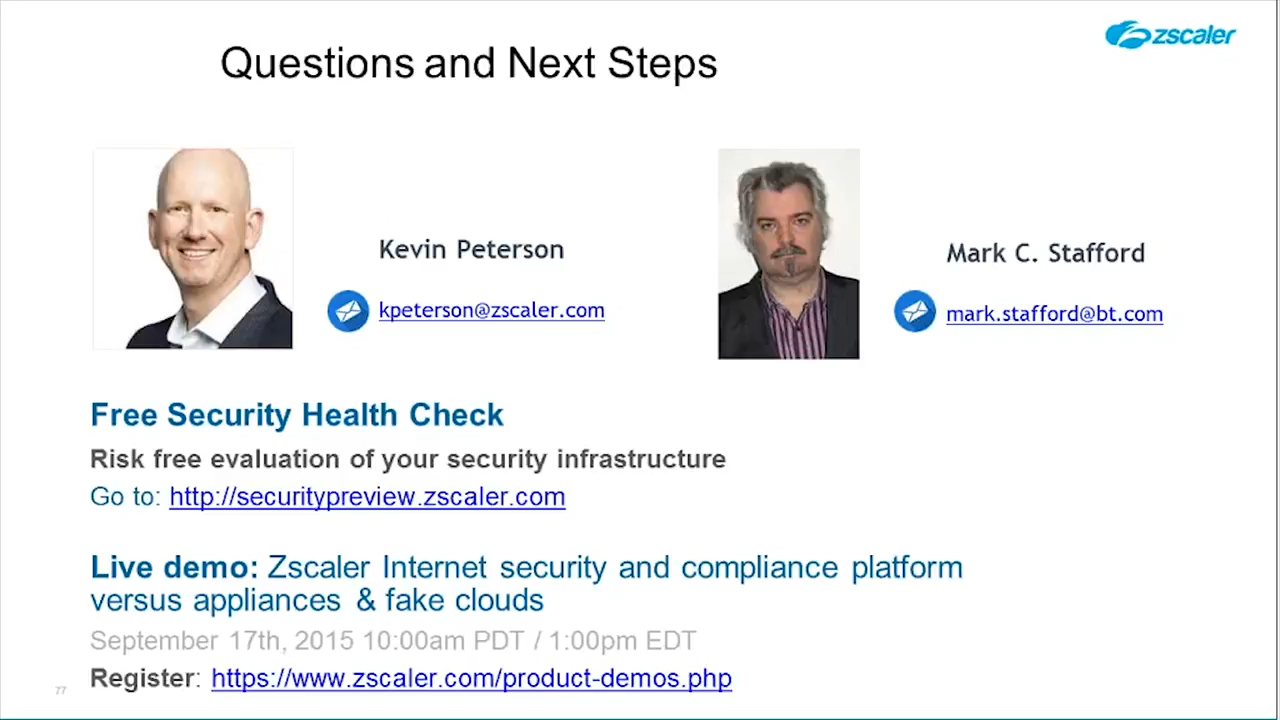 zscaler
Questions and Next Steps
Kevin Peterson
kpeterson@zscaler.com
Mark C. Stafford
mark.stafford@bt.com
Free Security Health Check
Risk free evaluation of your security infrastructure
Go to: http://securitypreview.zscaler.com
Live demo: Zscaler Internet security and compliance platform
versus appliances & fake clouds
September 17th, 2015 10:00am PDT / 1:00pm EDT
Register: https://www.zscaler.com/product-demos.php
77